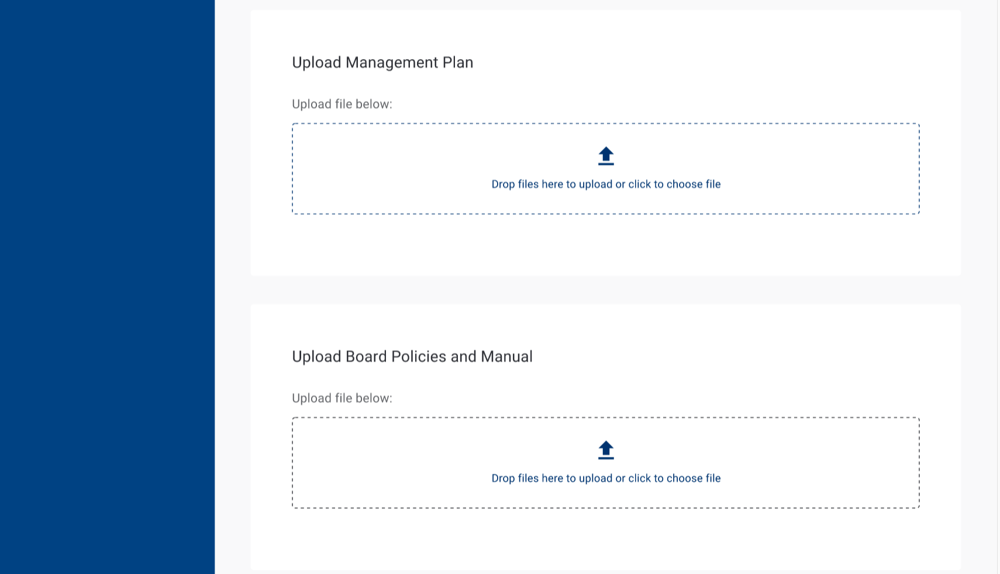 Upload Management Plan
Upload file below:
Drop files here to upload or click to choose file
Upload Board Policies and Manual
Upload file below:
Drop files here to upload or click to choose file